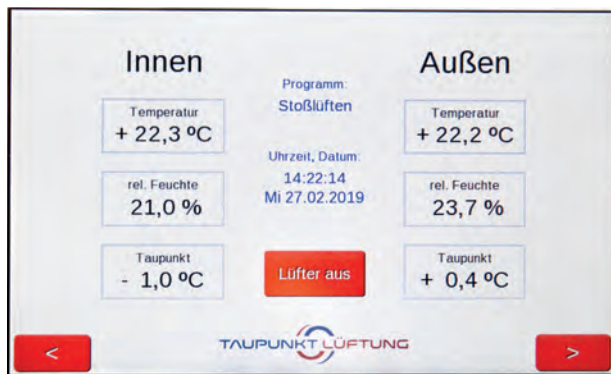 Innen
Temperatur
+ 22,3 ºC
rel. Feuchte
21,0 %
Taupunkt
- 1,0 ºC
Programm:
Stoßlüften
Uhrzeit, Datum:
14:22:14
Mi 27.02.2019
Lüfter aus
Außen
Temperatur
+ 22,2 ºC
rel. Feuchte
23,7 %
Taupunkt
+ 0,4 ºC
<
TAUPUNKT LÜFTUNG
>